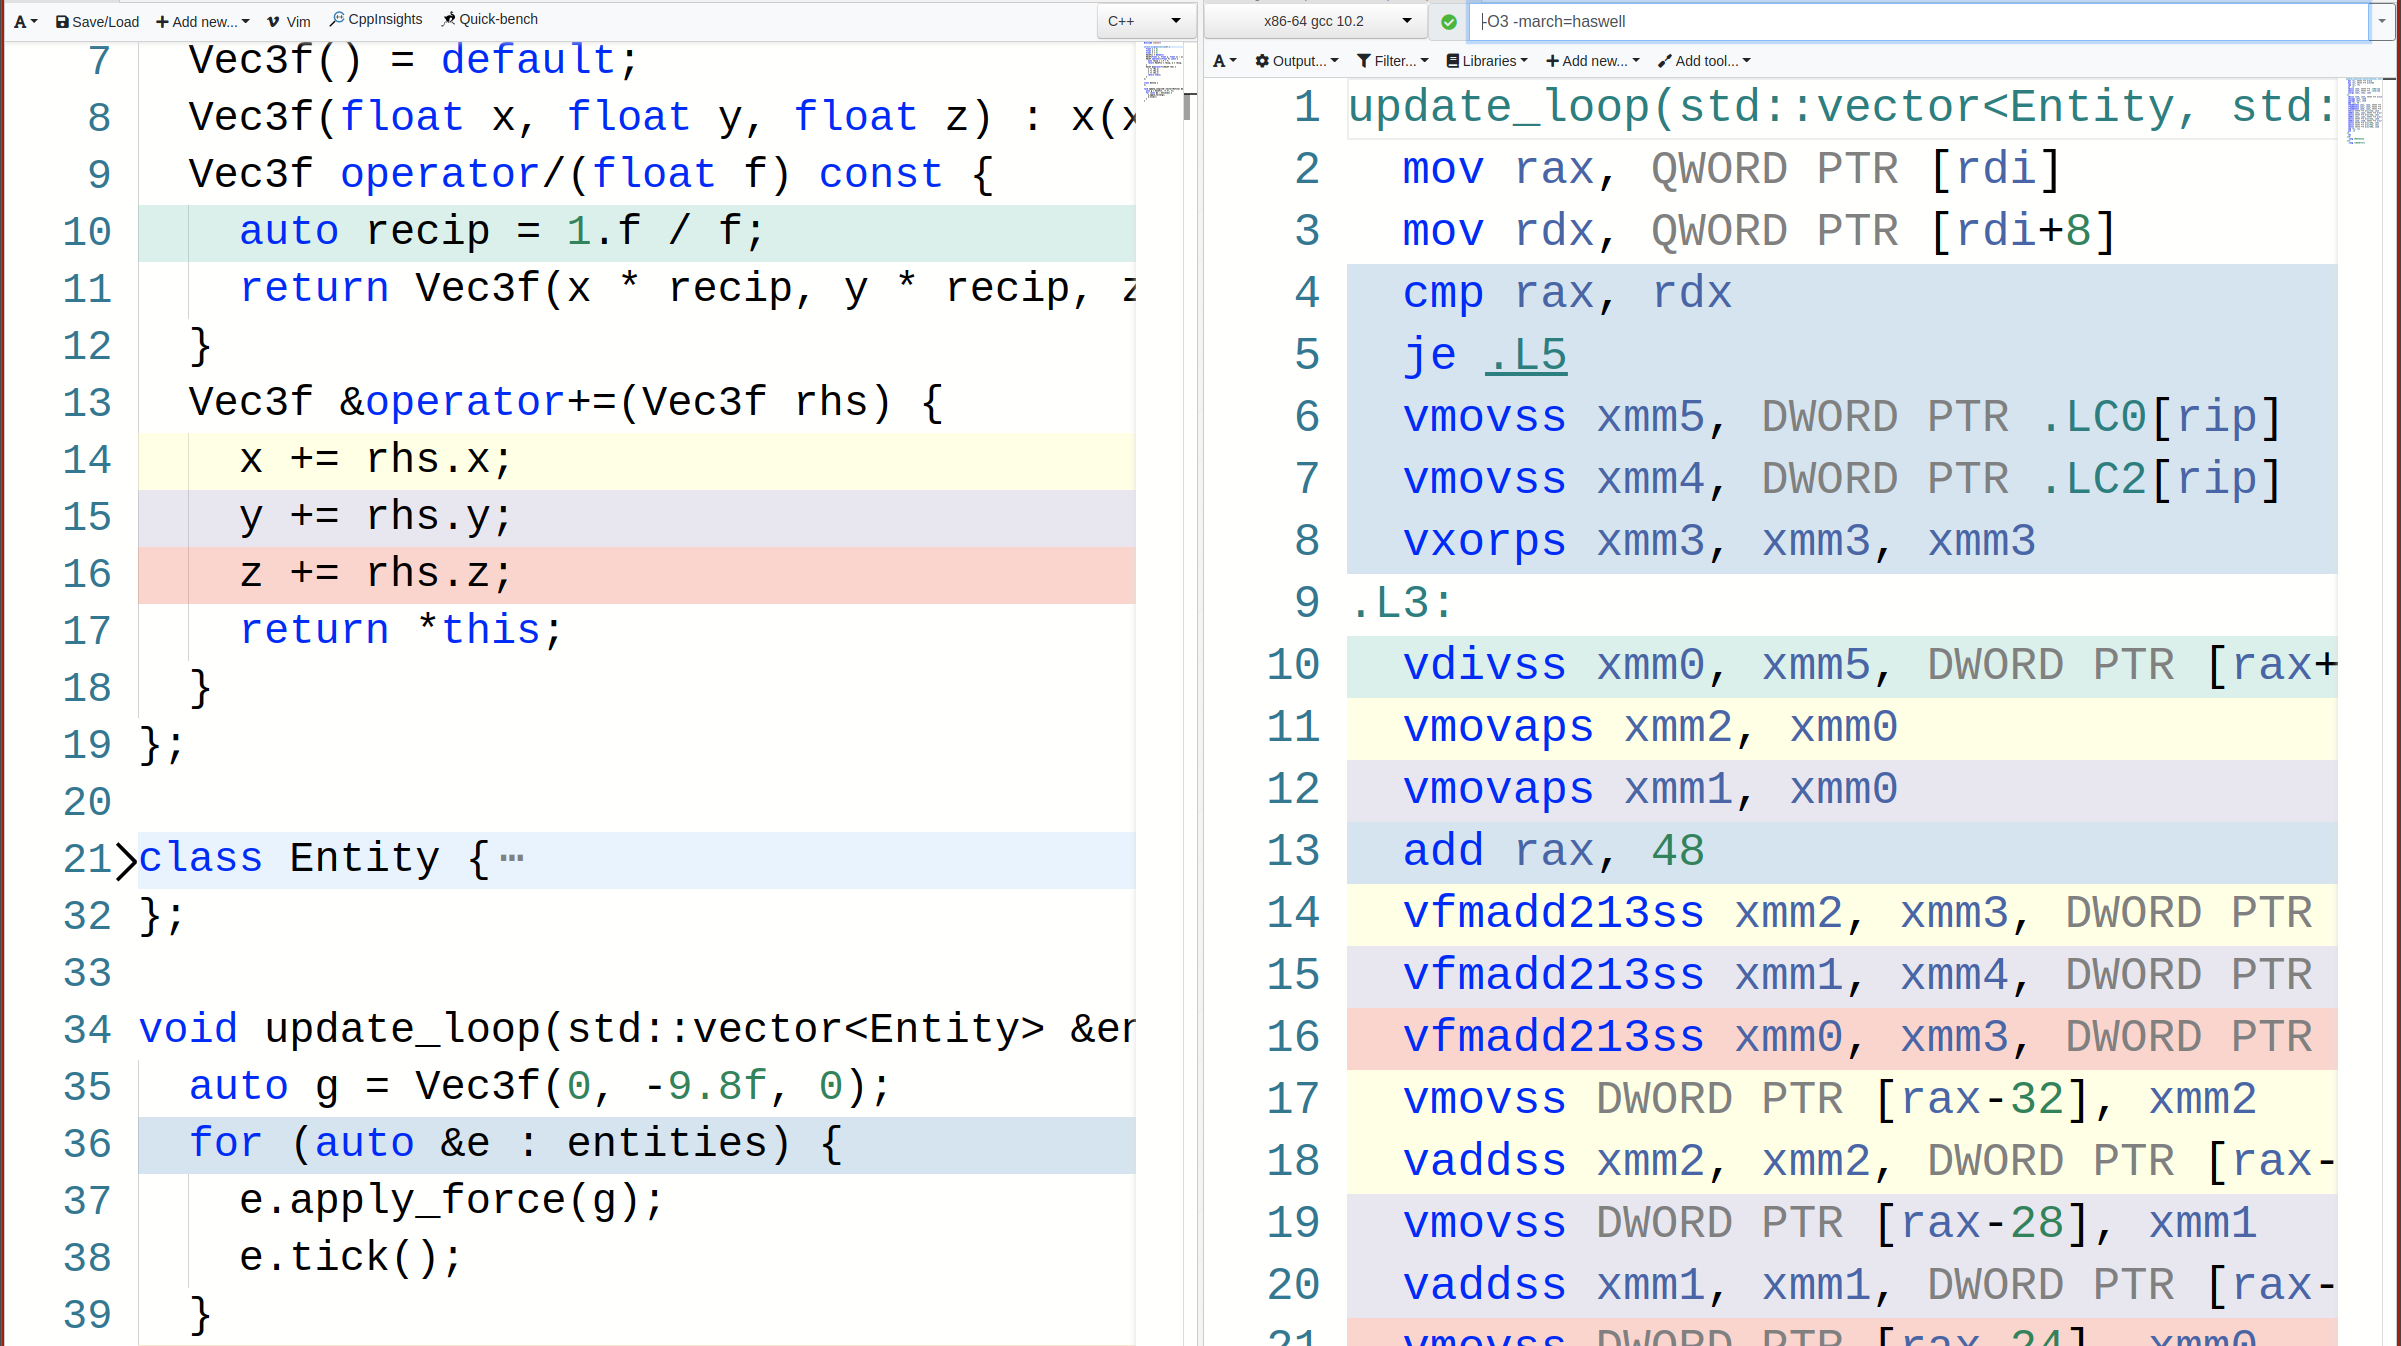 A Save/Load Add new... Vim CppInsights Quick-bench C++
7 Vec3f() = default;
8 Vec3f(float x, float y, float z) : x(x
9 Vec3f operator/(float f) const {
10 auto recip = 1.f / f;
11 return Vec3f(x * recip, y * recip, z
12 }
13 Vec3f &operator+=(Vec3f rhs) {
14 x += rhs.x;
15 y += rhs.y;
16 z += rhs.z;
17 return *this;
18 }
19 };
20
21 class Entity {⋯
32 };
33
34 void update_loop(std::vector<Entity> &en
35 auto g = Vec3f(0, -9.8f, 0);
36 for (auto &e : entities) {
37 e.apply_force(g);
38 e.tick();
39 }
x86-64 gcc 10.2 -O3 -march=haswell
A Output... Filter... Libraries Add new... Add tool...
1 update_loop(std::vector<Entity, std:
2 mov rax, QWORD PTR [rdi]
3 mov rdx, QWORD PTR [rdi+8]
4 cmp rax, rdx
5 je .L5
6 vmovss xmm5, DWORD PTR .LC0[rip]
7 vmovss xmm4, DWORD PTR .LC2[rip]
8 vxorps xmm3, xmm3, xmm3
9 .L3:
10 vdivss xmm0, xmm5, DWORD PTR [rax+
11 vmovaps xmm2, xmm0
12 vmovaps xmm1, xmm0
13 add rax, 48
14 vfmadd213ss xmm2, xmm3, DWORD PTR
15 vfmadd213ss xmm1, xmm4, DWORD PTR
16 vfmadd213ss xmm0, xmm3, DWORD PTR
17 vmovss DWORD PTR [rax-32], xmm2
18 vaddss xmm2, xmm2, DWORD PTR [rax-
19 vmovss DWORD PTR [rax-28], xmm1
20 vaddss xmm1, xmm1, DWORD PTR [rax-
21 vmovss DWORD PTR [rax-24], xmm0